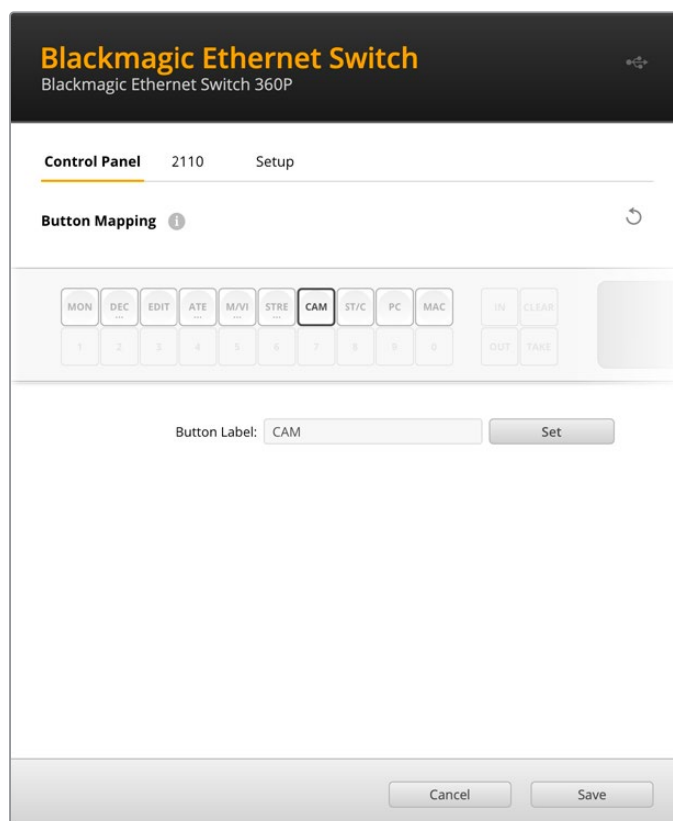 Blackmagic Ethernet Switch
Blackmagic Ethernet Switch 360P
Control Panel 2110 Setup
Button Mapping
MON DEC ... EDIT ATE ... M/VI ... STRE ... CAM ST/C PC MAC IN CLEAR
1 2 3 4 5 6 7 8 9 0 OUT TAKE
Button Label: CAM Set
Cancel Save